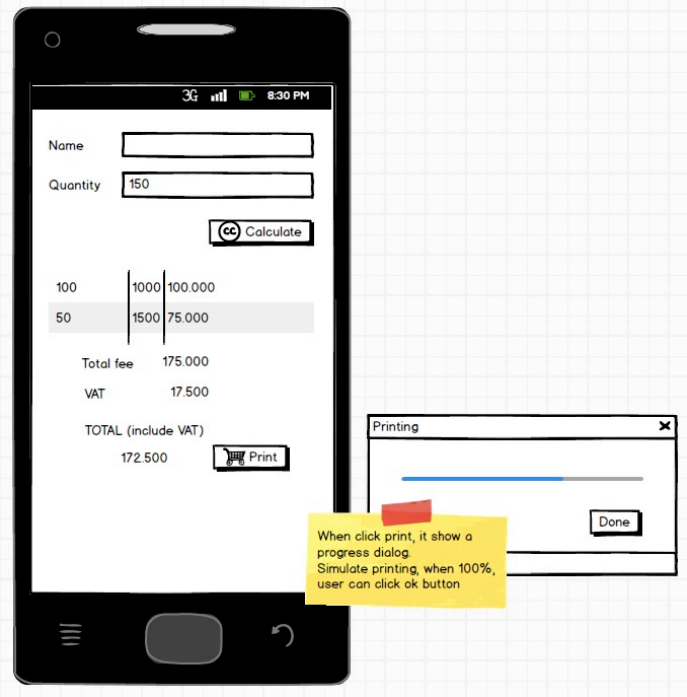 3G 8:30 PM
Name
Quantity 150
cc Calculate
100 1000 100.000
50 1500 75.000
Total fee 175.000
VAT 17.500
TOTAL (include VAT)
172.500 Print
Printing
Done
When click print, it show a
progress dialog.
Simulate printing, when 100%,
user can click ok button